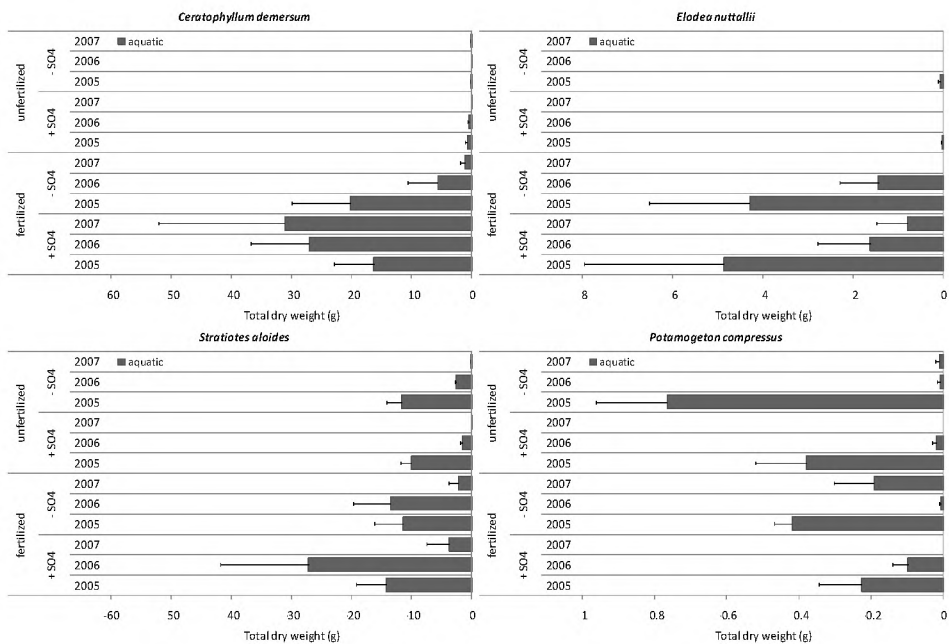 Ceratophyllum demersum
unfertilized
- SO4
2007
aquatic
2006
2005
+ SO4
2007
2006
2005
fertilized
- SO4
2007
2006
2005
+SO4
2007
2006
2005
60 50 40 30 20 10 0
Total dry weight (g)
Elodea nuttallii
unfertilized
- SO4
2007
aquatic
2006
2005
+ SO4
2007
2006
2005
fertilized
- SO4
2007
2006
2005
+SO4
2007
2006
2005
8 6 4 2 0
Total dry weight (g)
Stratiotes aloides
unfertilized
- SO4
2007
aquatic
2006
2005
+ SO4
2007
2006
2005
fertilized
- SO4
2007
2006
2005
+SO4
2007
2006
2005
-60 -50 -40 -30 -20 -10 0
Total dry weight (g)
Potamogeton compressus
unfertilized
- SO4
2007
aquatic
2006
2005
+ SO4
2007
2006
2005
fertilized
- SO4
2007
2006
2005
+SO4
2007
2006
2005
1 0.8 0.6 0.4 0.2 0
Total dry weight (g)